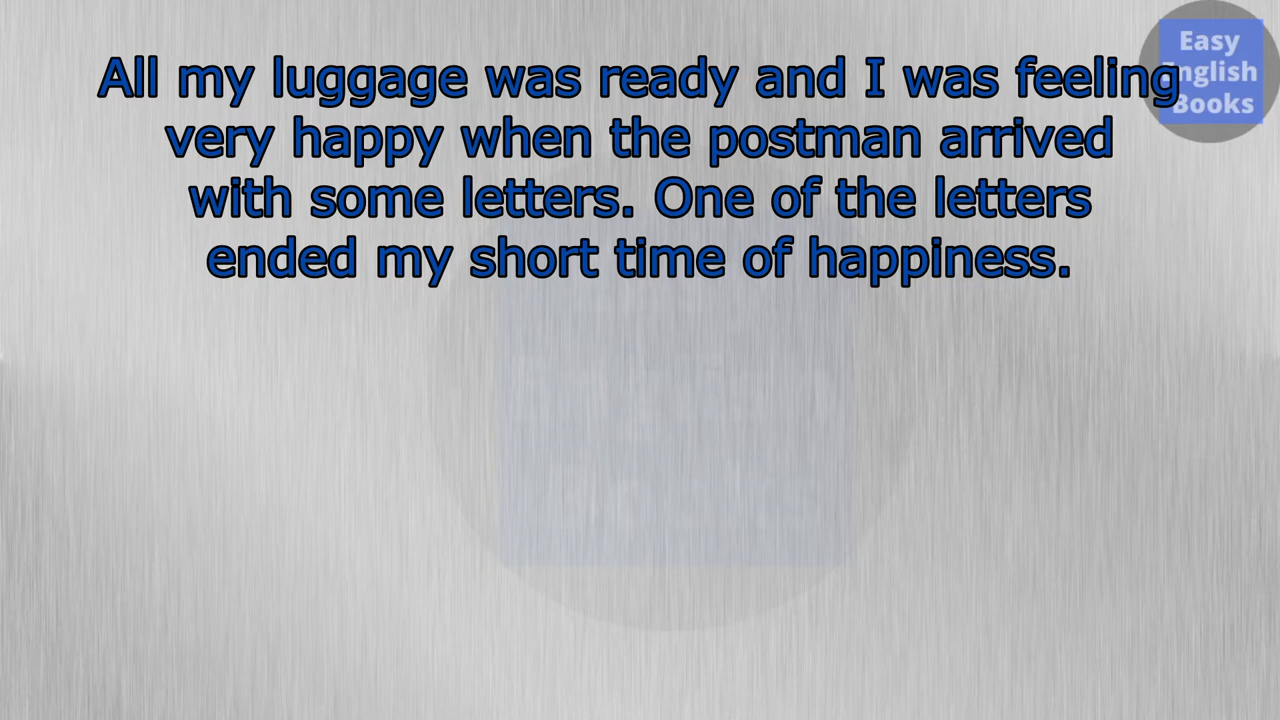 All my luggage was ready and I was feeling
very happy when the postman arrived
with some letters. One of the letters
ended my short time of happiness.
Easy
English
Books